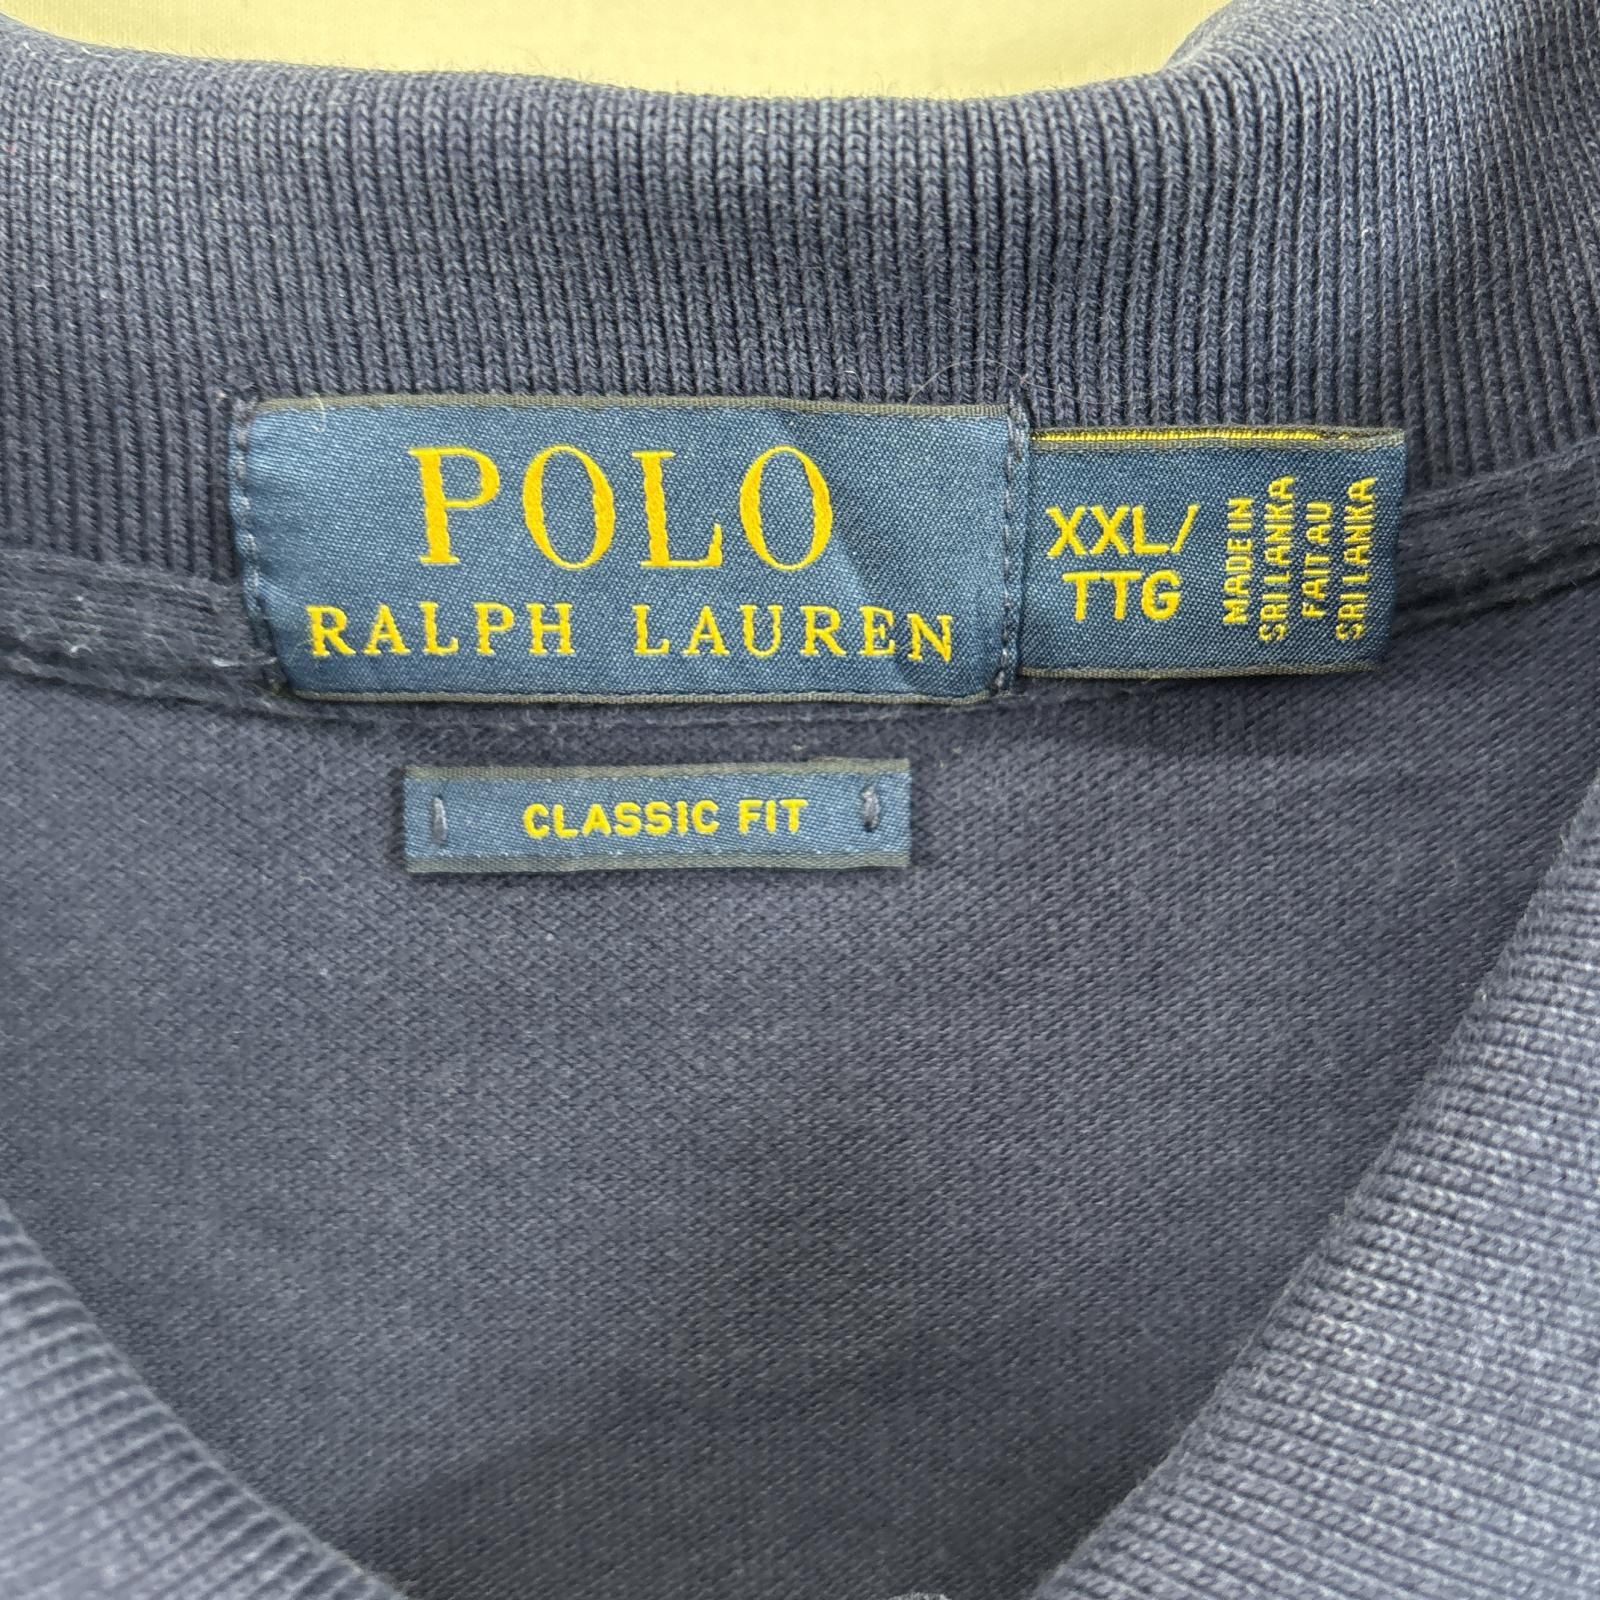 POLO
RALPH LAUREN
XXL/
TTG
MADE IN
SRI LANKA
FAIT AU
SRI LANKA
CLASSIC FIT